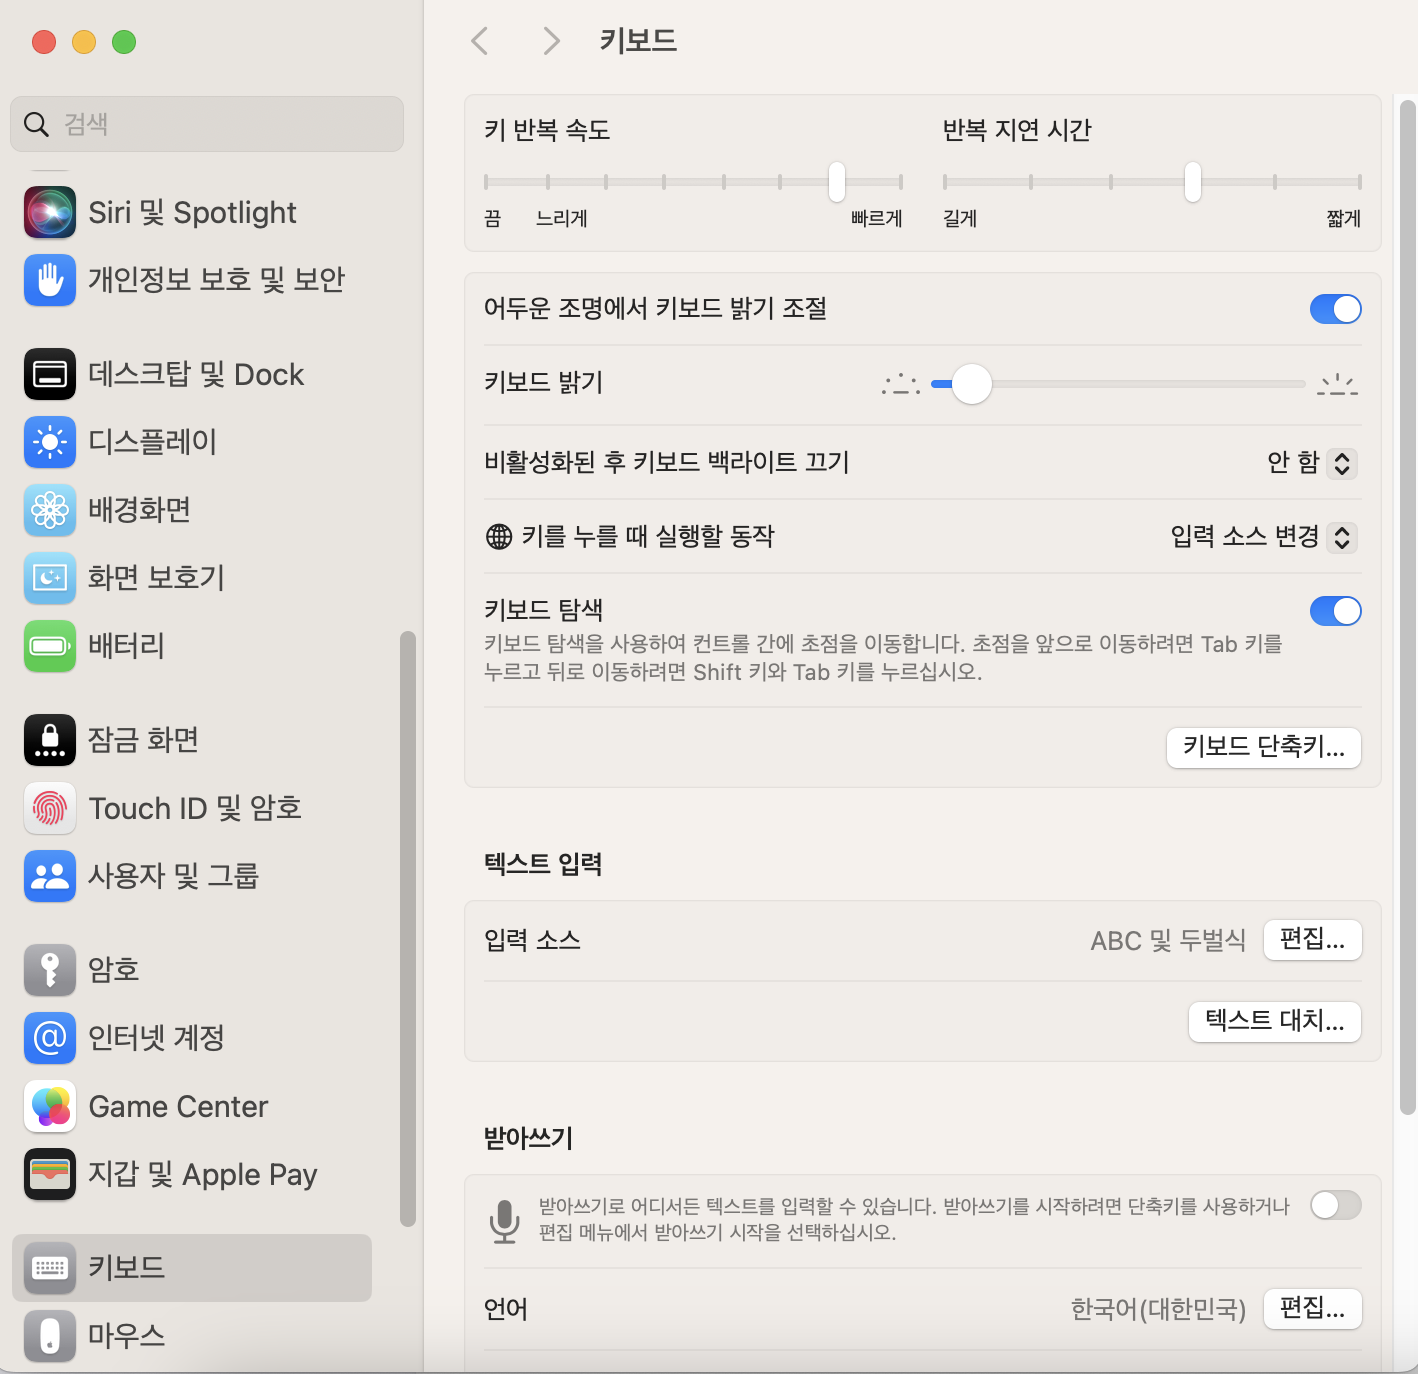 검색
Siri 및 Spotlight
개인정보 보호 및 보안
데스크탑 및 Dock
디스플레이
배경화면
화면 보호기
배터리
잠금 화면
Touch ID 및 암호
사용자 및 그룹
암호
인터넷 계정
Game Center
지갑 및 Apple Pay
키보드
마우스
키보드
키 반복 속도
끔 느리게 빠르게
반복 지연 시간
길게 짧게
어두운 조명에서 키보드 밝기 조절
키보드 밝기
비활성화된 후 키보드 백라이트 끄기 안 함
키를 누를 때 실행할 동작 입력 소스 변경
키보드 탐색
키보드 탐색을 사용하여 컨트롤 간에 초점을 이동합니다. 초점을 앞으로 이동하려면 Tab 키를
누르고 뒤로 이동하려면 Shift 키와 Tab 키를 누르십시오.
키보드 단축키...
텍스트 입력
입력 소스 ABC 및 두벌식 편집...
텍스트 대치...
받아쓰기
받아쓰기로 어디서든 텍스트를 입력할 수 있습니다. 받아쓰기를 시작하려면 단축키를 사용하거나
편집 메뉴에서 받아쓰기 시작을 선택하십시오.
언어 한국어(대한민국) 편집...